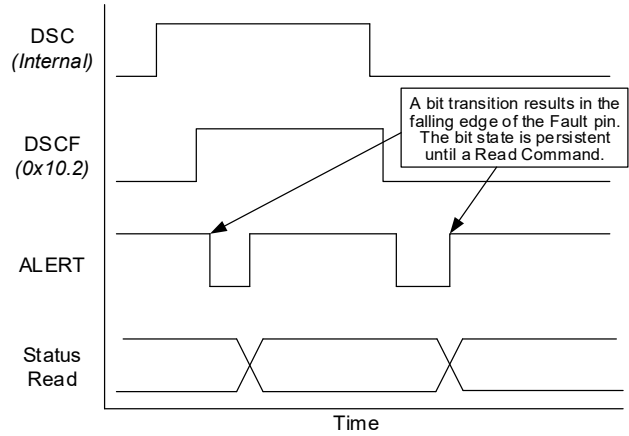 DSC
(Internal)
A bit transition results in the
falling edge of the Fault pin.
The bit state is persistent
until a Read Command.
DSCF
(0x10.2)
ALERT
Status
Read
Time